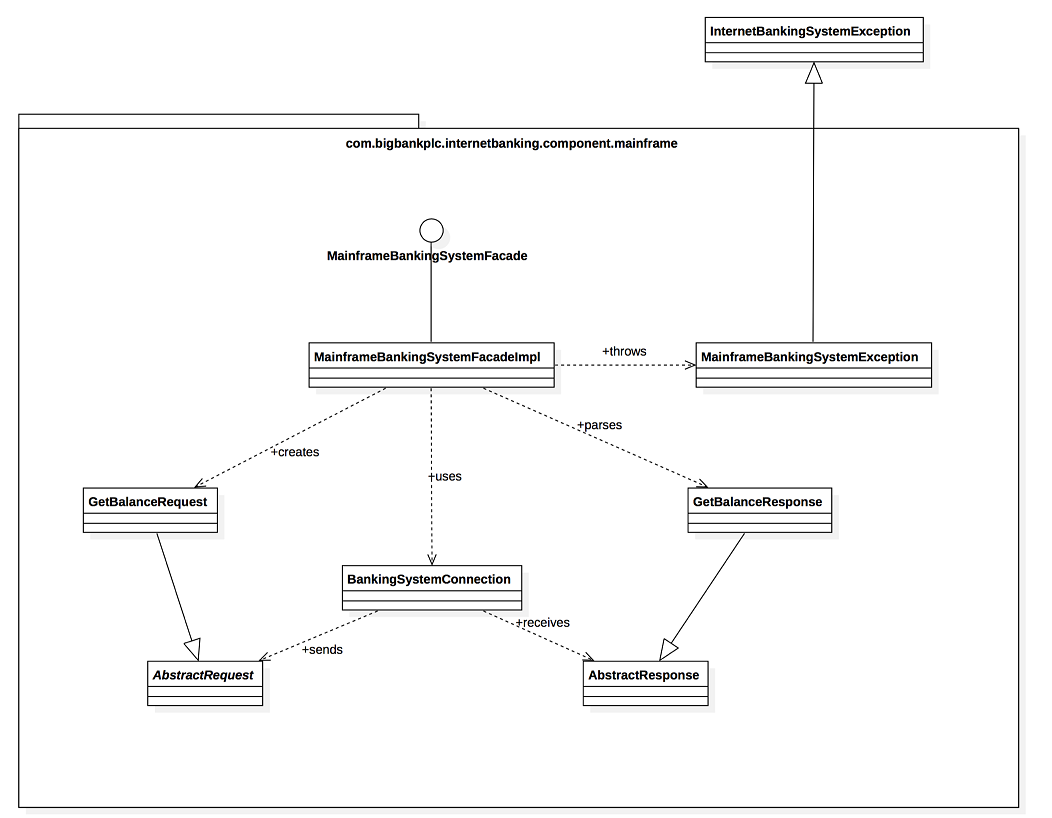 InternetBankingSystemException
com.bigbankplc.internetbanking.component.mainframe
MainframeBankingSystemFacade
MainframeBankingSystemFacadeImpl
+throws
MainframeBankingSystemException
+creates
+uses
+parses
GetBalanceRequest
GetBalanceResponse
BankingSystemConnection
+sends
+receives
AbstractRequest
AbstractResponse